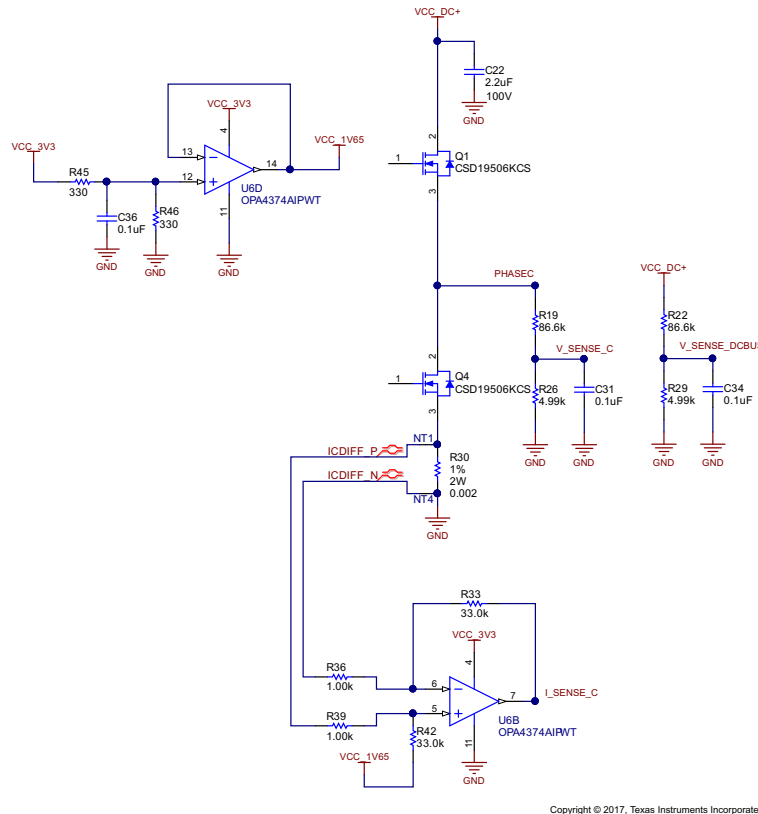 VCC_DC+
C22
2.2uF
100V
GND
VCC_3V3
4
VCC_1V65
13
14
12
U6D
OPA4374AIPWT
11
GND
VCC_3V3
R45
330
C36
0.1uF
GND
R46
330
GND
2
1
Q1
CSD19506KCS
3
PHASEC
R19
86.6k
V_SENSE_C
R26
4.99k
C31
0.1uF
GND
GND
VCC_DC+
R22
86.6k
V_SENSE_DCBUS
R29
4.99k
C34
0.1uF
GND
GND
2
1
Q4
CSD19506KCS
3
NT1
ICDIFF_P
R30
1%
2W
0.002
ICDIFF_N
NT4
GND
R33
33.0k
VCC_3V3
4
R36
1.00k
6
7
I_SENSE_C
5
R39
1.00k
R42
33.0k
U6B
OPA4374AIPWT
11
GND
VCC_1V65
Copyright © 2017, Texas Instruments Incorporate